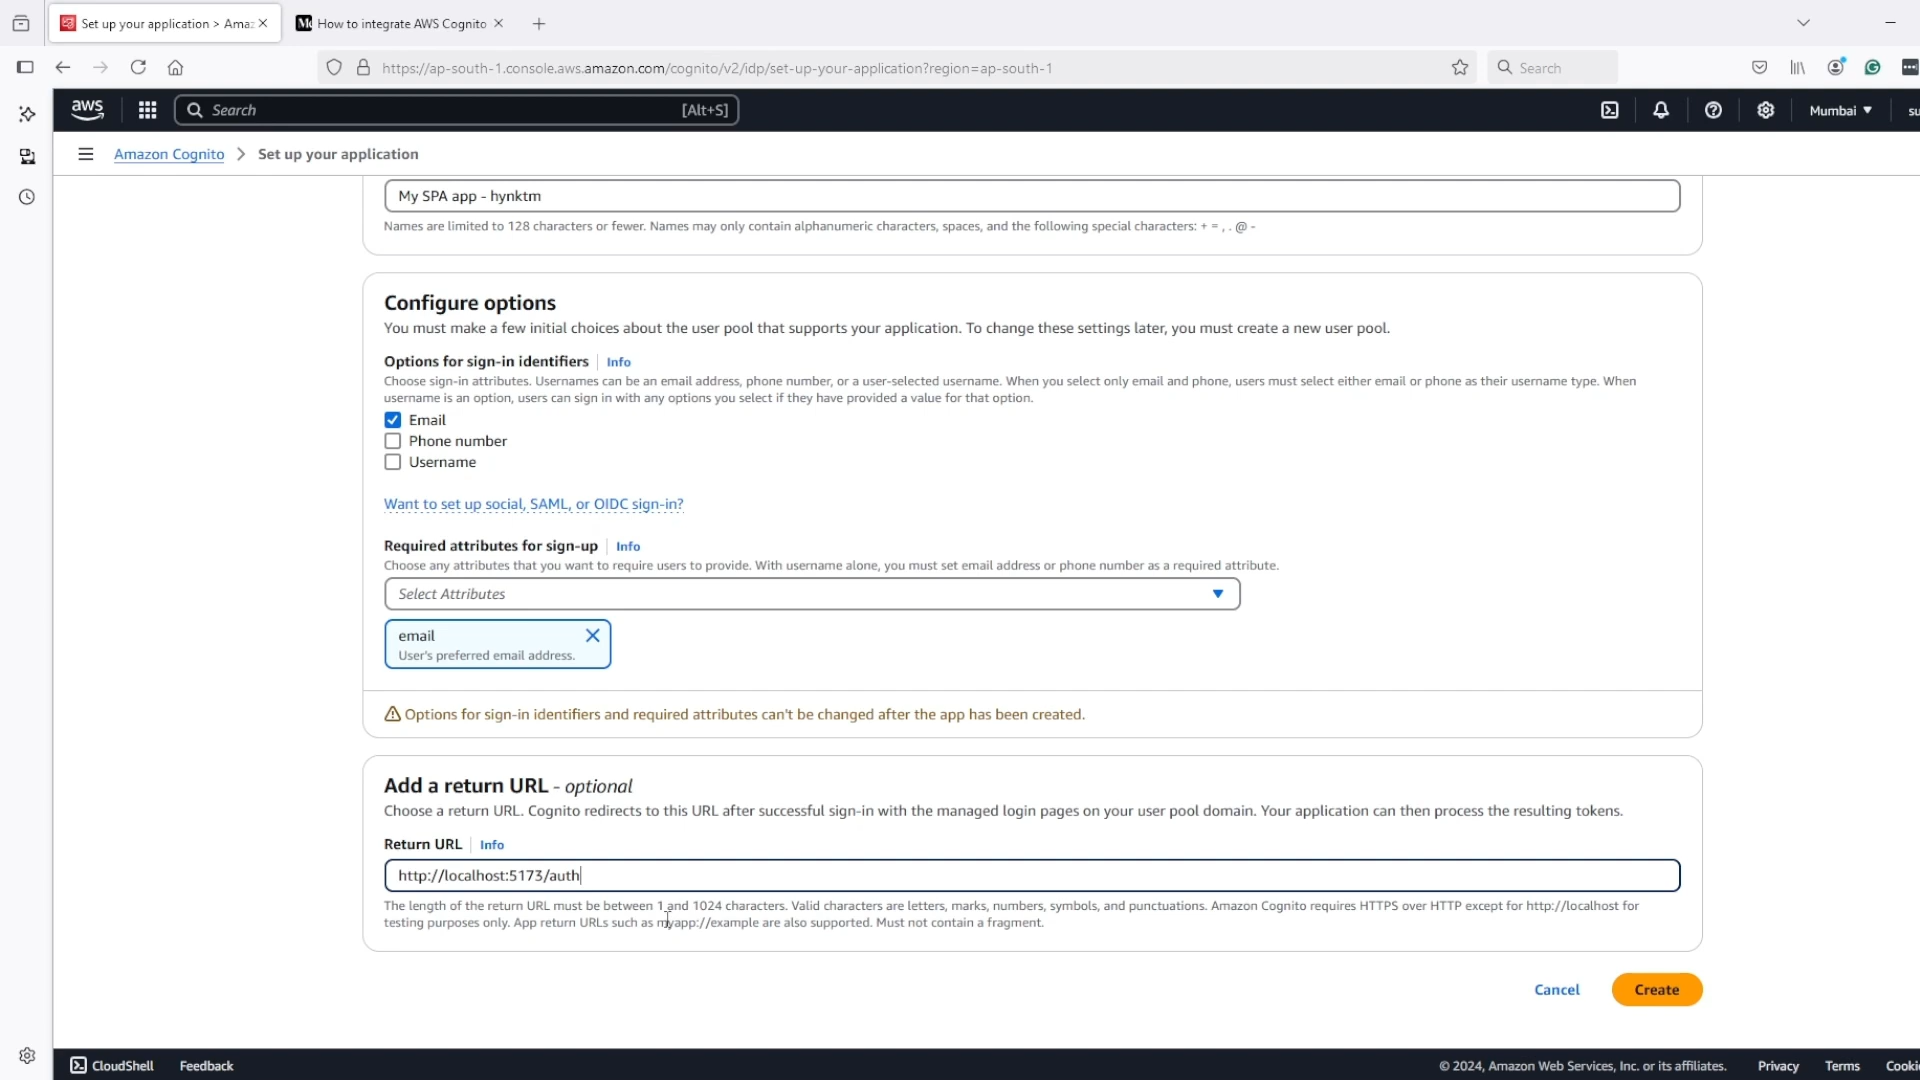 Set up your application > Amaz
How to integrate AWS Cognito
https://ap-south-1.console.aws.amazon.com/cognito/v2/idp/set-up-your-application?region=ap-south-1
Search
aws
Search
[Alt+S]
Mumbai
su
Amazon Cognito > Set up your application
My SPA app - hynktm
Names are limited to 128 characters or fewer. Names may only contain alphanumeric characters, spaces, and the following special characters: + = , . @ -
Configure options
You must make a few initial choices about the user pool that supports your application. To change these settings later, you must create a new user pool.
Options for sign-in identifiers | Info
Choose sign-in attributes. Usernames can be an email address, phone number, or a user-selected username. When you select only email and phone, users must select either email or phone as their username type. When
username is an option, users can sign in with any options you select if they have provided a value for that option.
Email
Phone number
Username
Want to set up social, SAML, or OIDC sign-in?
Required attributes for sign-up | Info
Choose any attributes that you want to require users to provide. With username alone, you must set email address or phone number as a required attribute.
Select Attributes
email
User's preferred email address.
Options for sign-in identifiers and required attributes can't be changed after the app has been created.
Add a return URL - optional
Choose a return URL. Cognito redirects to this URL after successful sign-in with the managed login pages on your user pool domain. Your application can then process the resulting tokens.
Return URL | Info
http://localhost:5173/auth
The length of the return URL must be between 1 and 1024 characters. Valid characters are letters, marks, numbers, symbols, and punctuations. Amazon Cognito requires HTTPS over HTTP except for http://localhost for
testing purposes only. App return URLs such as myapp://example are also supported. Must not contain a fragment.
Cancel
Create
CloudShell
Feedback
© 2024, Amazon Web Services, Inc. or its affiliates.
Privacy
Terms
Cooki